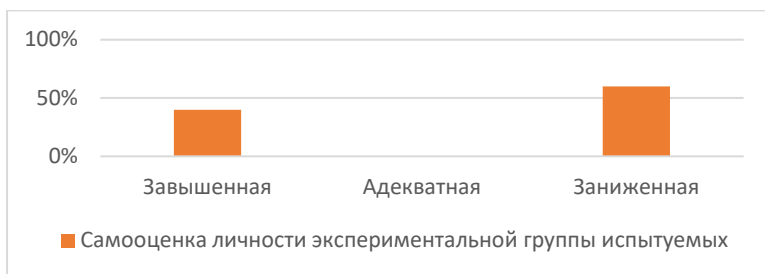 100%
50%
0%
Завышенная Адекватная Заниженная
Самооценка личности экспериментальной группы испытуемых